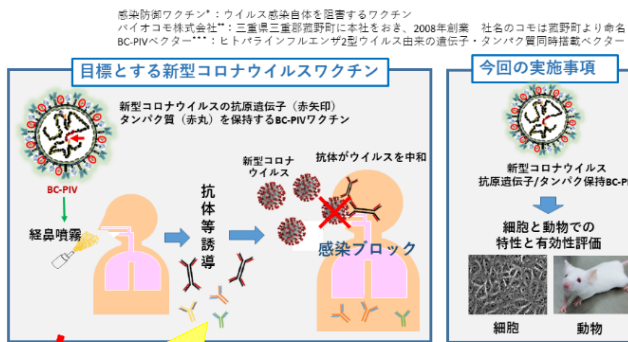 感染防御ワクチン*：ウイルス感染自体を阻害するワクチン
バイオコモ株式会社**：三重県三重郡菰野町に本社をおき、2008年創業　社名のコモは菰野町より命名
BC-PIVベクター***：ヒトパラインフルエンザ2型ウイルス由来の遺伝子・タンパク質同時搭載ベクター
目標とする新型コロナウイルスワクチン
新型コロナウイルスの抗原遺伝子（赤矢印）
タンパク質（赤丸）を保持するBC-PIVワクチン
BC-PIV
経鼻噴霧
抗体等誘導
新型コロナ
ウイルス
抗体がウイルスを中和
感染ブロック
今回の実施事項
新型コロナウイルス
抗原遺伝子/タンパク保持BC-PI
細胞と動物での
特性と有効性評価
細胞
動物